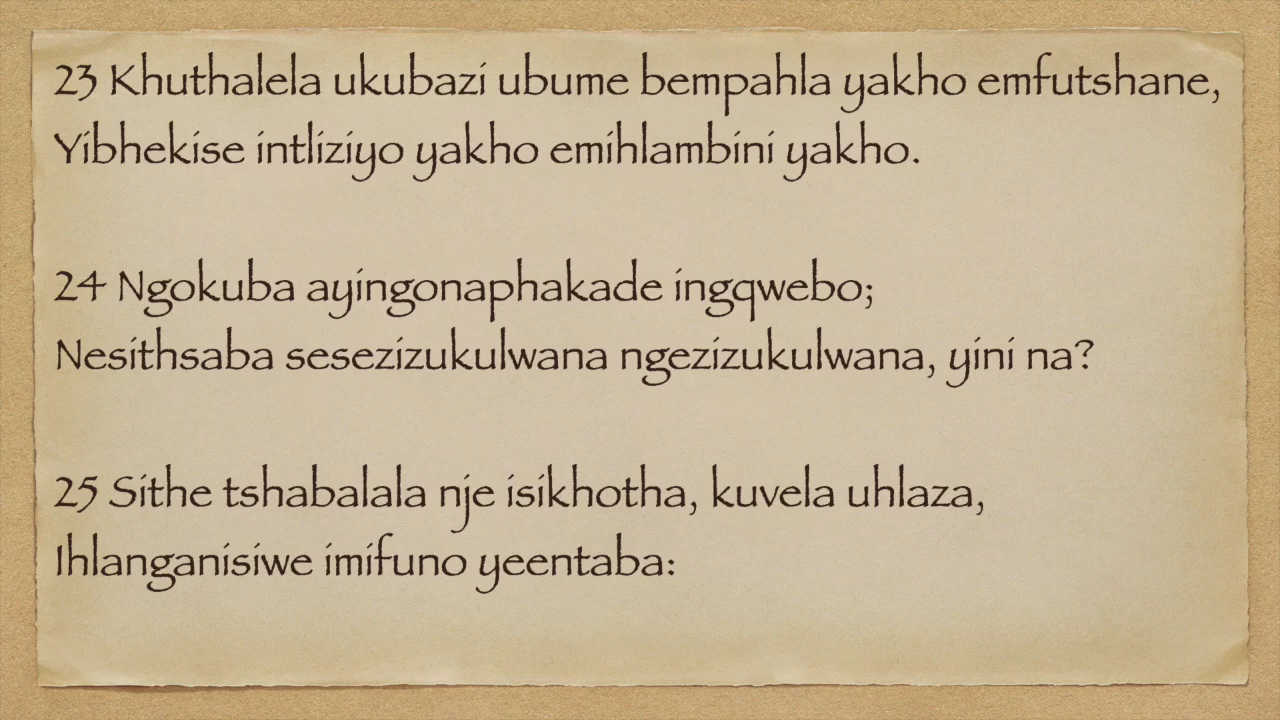 23 Khuthalela ukubazi ubume bempahla yakho emfutshane,
Yibhekise intliziyo yakho emihlambini yakho.
24 Ngokuba ayingonaphakade ingqwebo;
Nesithsaba sesezizukulwana ngezizukulwana, yini na?
25 Sithe tshabalala nje isikhotha, kuvela uhlaza,
Ihlanganisiwe imifuno yeentaba: